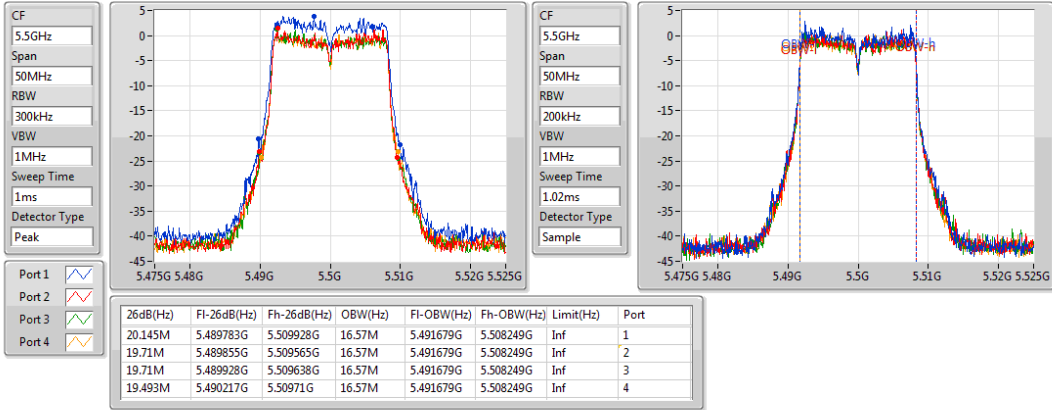 CF
5.5GHz
Span
50MHz
RBW
300kHz
VBW
1MHz
Sweep Time
1ms
Detector Type
Peak
Port 1
Port 2
Port 3
Port 4
5
0
-5
-10
-15
-20
-25
-30
-35
-40
-45
5.475G 5.48G 5.49G 5.5G 5.51G 5.52G 5.525G
CF
5.5GHz
Span
50MHz
RBW
200kHz
VBW
1MHz
Sweep Time
1.02ms
Detector Type
Sample
5
0
-5
-10
-15
-20
-25
-30
-35
-40
-45
OBW-h
5.475G 5.48G 5.49G 5.5G 5.51G 5.52G 5.525G
26dB(Hz) Fl-26dB(Hz) Fh-26dB(Hz) OBW(Hz) Fl-OBW(Hz) Fh-OBW(Hz) Limit(Hz) Port
20.145M 5.489783G 5.509928G 16.57M 5.491679G 5.508249G Inf 1
19.71M 5.489855G 5.509565G 16.57M 5.491679G 5.508249G Inf 2
19.71M 5.489928G 5.509638G 16.57M 5.491679G 5.508249G Inf 3
19.493M 5.490217G 5.50971G 16.57M 5.491679G 5.508249G Inf 4